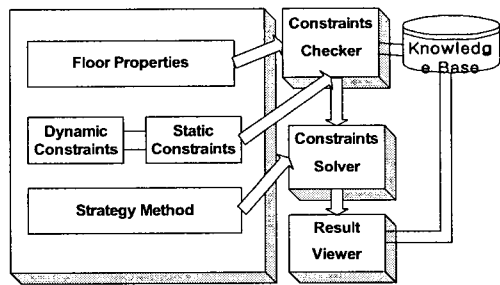 Constraints
Checker
Knowledg
e Base
Floor Properties
Dynamic
Constraints
Static
Constraints
Constraints
Solver
Strategy Method
Result
Viewer